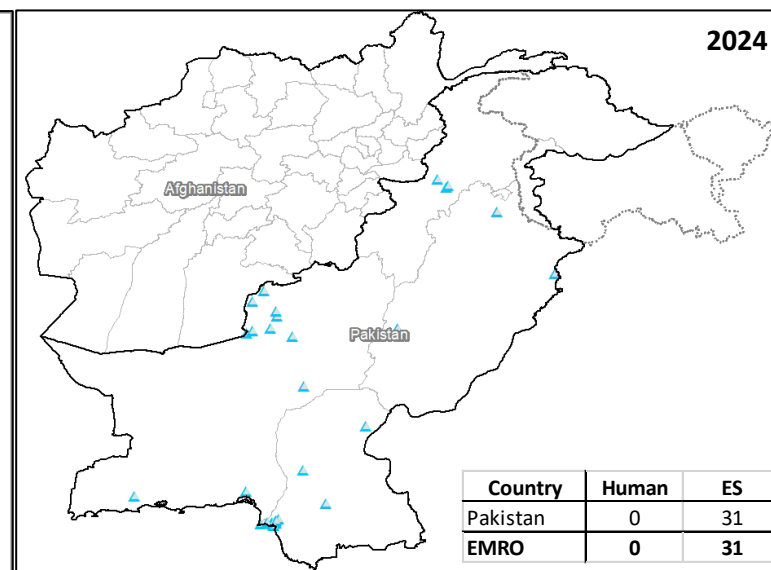 2024
Afghanistan
Pakistan
Country Human ES
Pakistan 0 31
EMRO 0 31